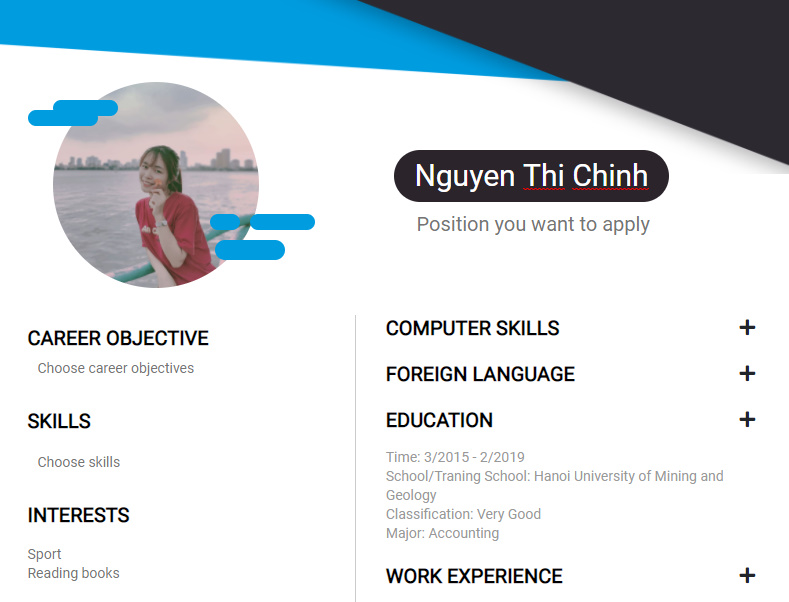 Nguyen Thi Chinh
Position you want to apply
CAREER OBJECTIVE
Choose career objectives
SKILLS
Choose skills
INTERESTS
Sport
Reading books
COMPUTER SKILLS +
FOREIGN LANGUAGE +
EDUCATION +
Time: 3/2015 - 2/2019
School/Traning School: Hanoi University of Mining and
Geology
Classification: Very Good
Major: Accounting
WORK EXPERIENCE +